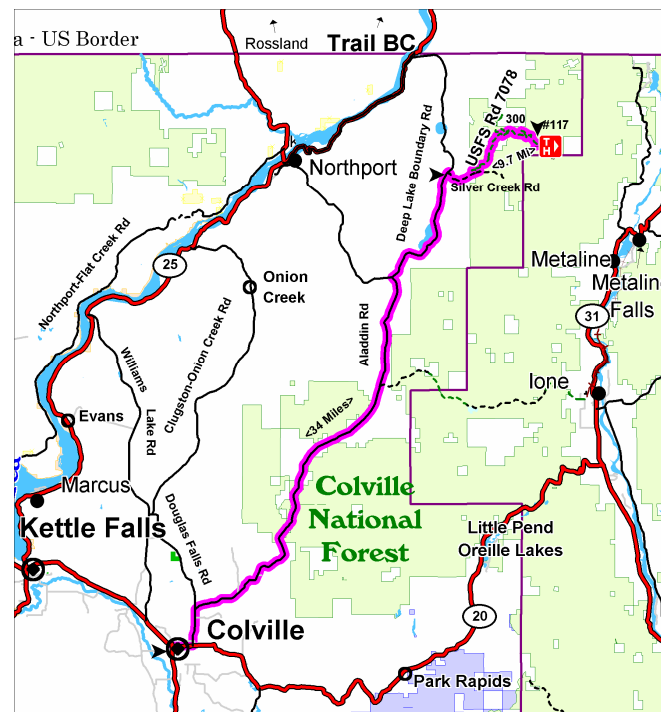 a - US Border
Rossland
Trail BC
USFS Rd 7078
300
#117
<9.7 Mi>
Silver Creek Rd
Deep Lake Boundary Rd
Northport
Northport-Flat Creek Rd
25
Onion
Creek
Metaline
Metalin
Falls
31
Williams
Lake Rd
Clugston-Onion Creek Rd
Aladdin Rd
Ione
<34 Miles>
Evans
Marcus
Kettle Falls
Colville
National
Forest
Little Pend
Oreille Lakes
Douglas Falls Rd
20
Colville
Park Rapids